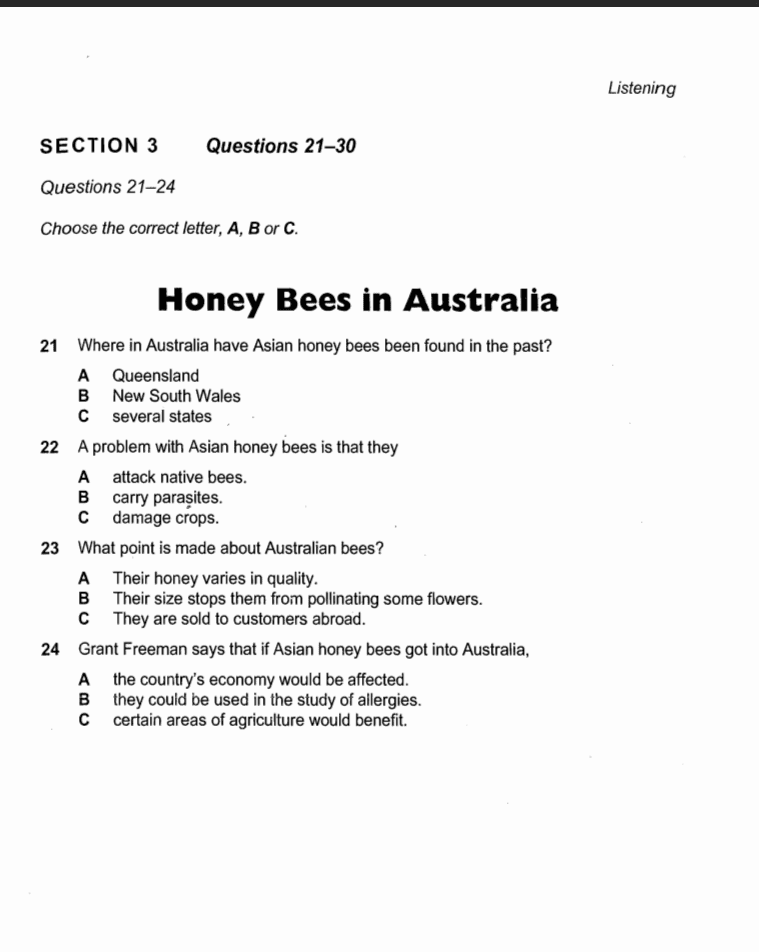 Listening
SECTION 3 Questions 21–30
Questions 21–24
Choose the correct letter, A, B or C.
Honey Bees in Australia
21 Where in Australia have Asian honey bees been found in the past?
A Queensland
B New South Wales
C several states
22 A problem with Asian honey bees is that they
A attack native bees.
B carry parasites.
C damage crops.
23 What point is made about Australian bees?
A Their honey varies in quality.
B Their size stops them from pollinating some flowers.
C They are sold to customers abroad.
24 Grant Freeman says that if Asian honey bees got into Australia,
A the country's economy would be affected.
B they could be used in the study of allergies.
C certain areas of agriculture would benefit.